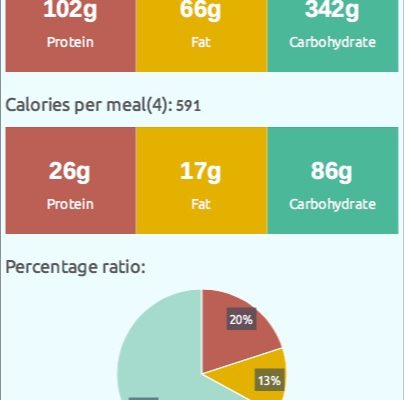 102g 66g 342g
Protein Fat Carbohydrate
Calories per meal(4): 591
26g 17g 86g
Protein Fat Carbohydrate
Percentage ratio:
20%
13%